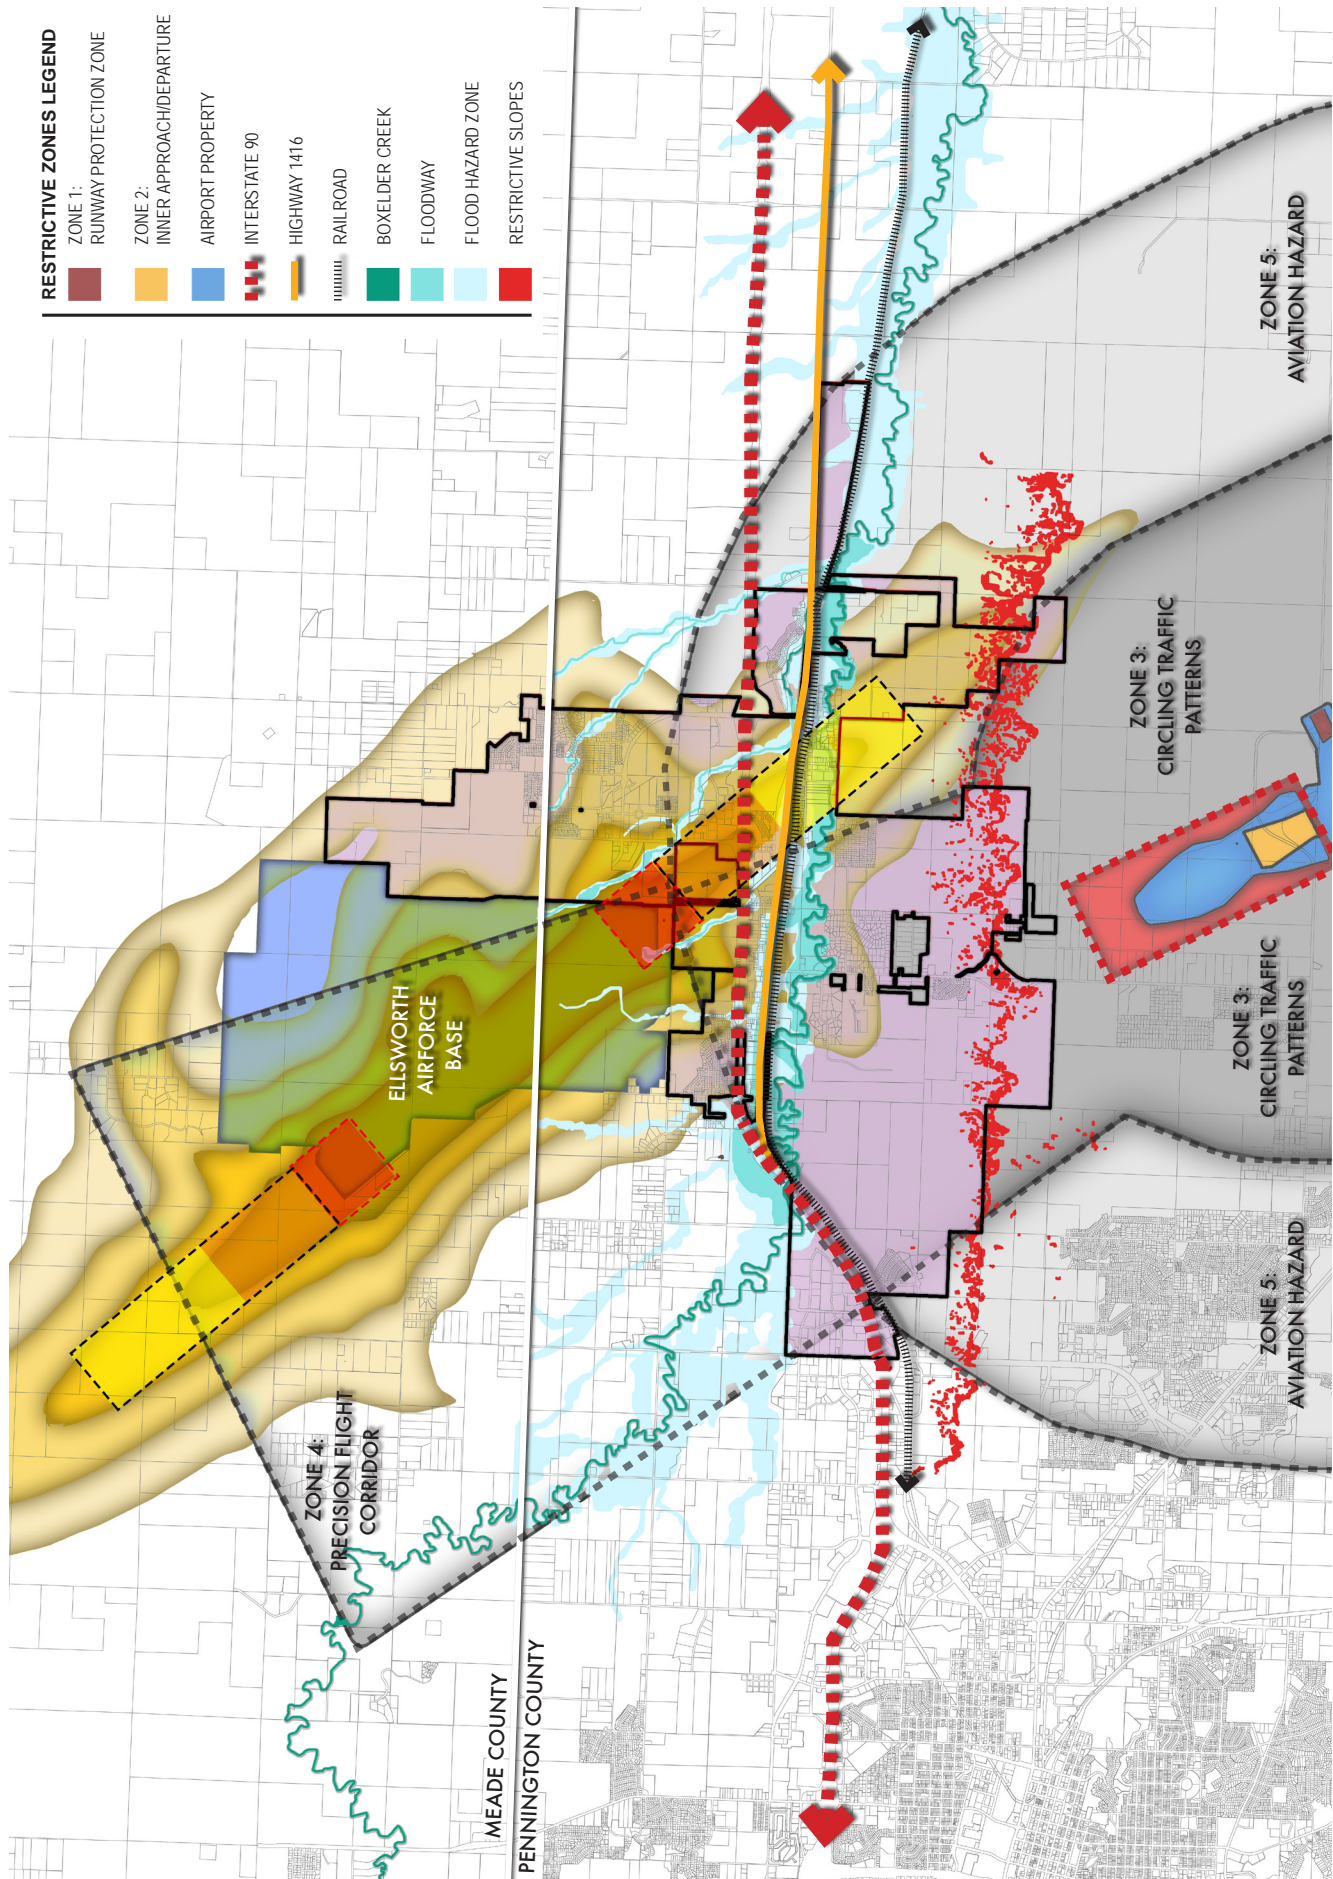 RESTRICTIVE ZONES LEGEND
ZONE 1:
RUNWAY PROTECTION ZONE
ZONE 2:
INNER APPROACH/DEPARTURE
AIRPORT PROPERTY
INTERSTATE 90
HIGHWAY 1416
RAILROAD
BOXELDER CREEK
FLOODWAY
FLOOD HAZARD ZONE
RESTRICTIVE SLOPES
ELLSWORTH
AIRFORCE
BASE
ZONE 4:
PRECISION FLIGHT
CORRIDOR
MEADE COUNTY
PENNINGTON COUNTY
ZONE 3:
CIRCLING TRAFFIC
PATTERNS
ZONE 3:
CIRCLING TRAFFIC
PATTERNS
ZONE 5:
AVIATION HAZARD
ZONE 5:
AVIATION HAZARD